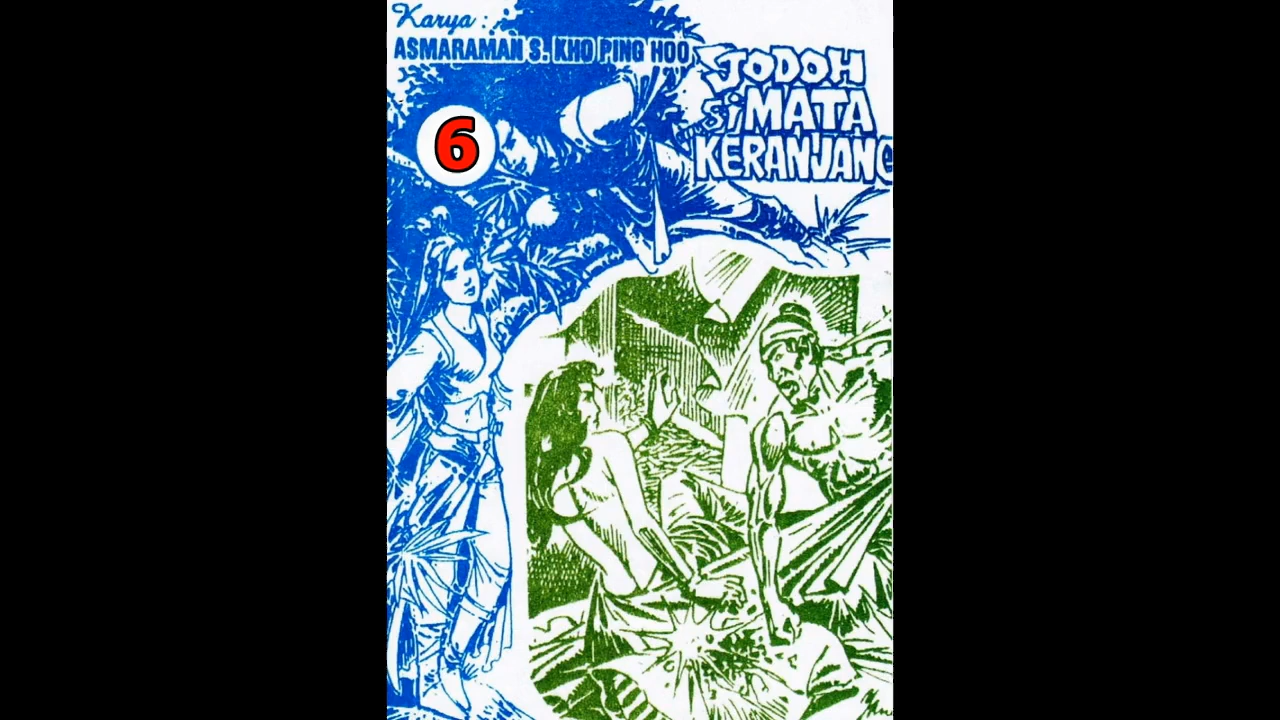 Karya :
ASMARAMAN S. KHO PING HOO
JODOH
Si MATA
KERANJANG
6